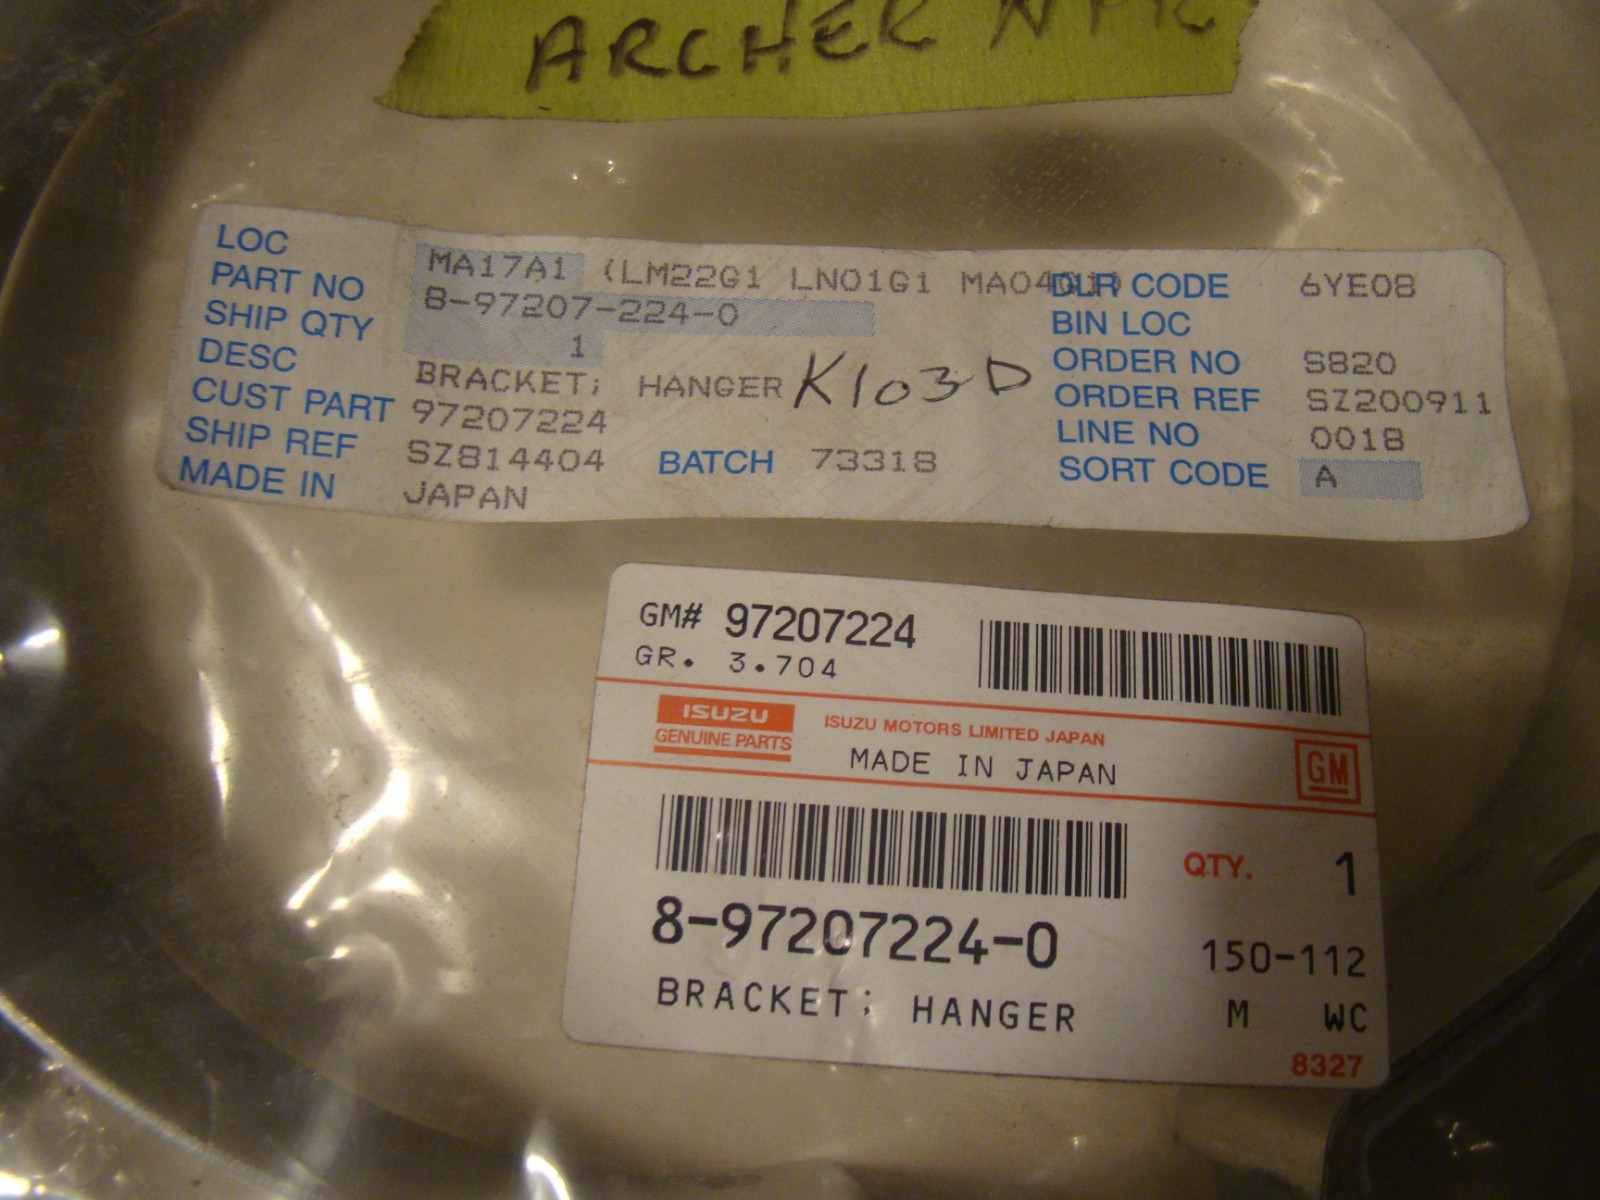 ARCHER NPR
LOC MA17A1 (LM22G1 LN01G1 MA04G1) DLR CODE 6YE08
PART NO 8-97207-224-0 BIN LOC
SHIP QTY 1 ORDER NO S820
DESC BRACKET; HANGER K103D ORDER REF SZ200911
CUST PART 97207224 LINE NO 0018
SHIP REF SZ814404 BATCH 73318 SORT CODE A
MADE IN JAPAN
GM# 97207224
GR. 3.704
ISUZU
GENUINE PARTS
ISUZU MOTORS LIMITED JAPAN
MADE IN JAPAN
GM
QTY. 1
8-97207224-0
150-112
BRACKET; HANGER
M WC
8327